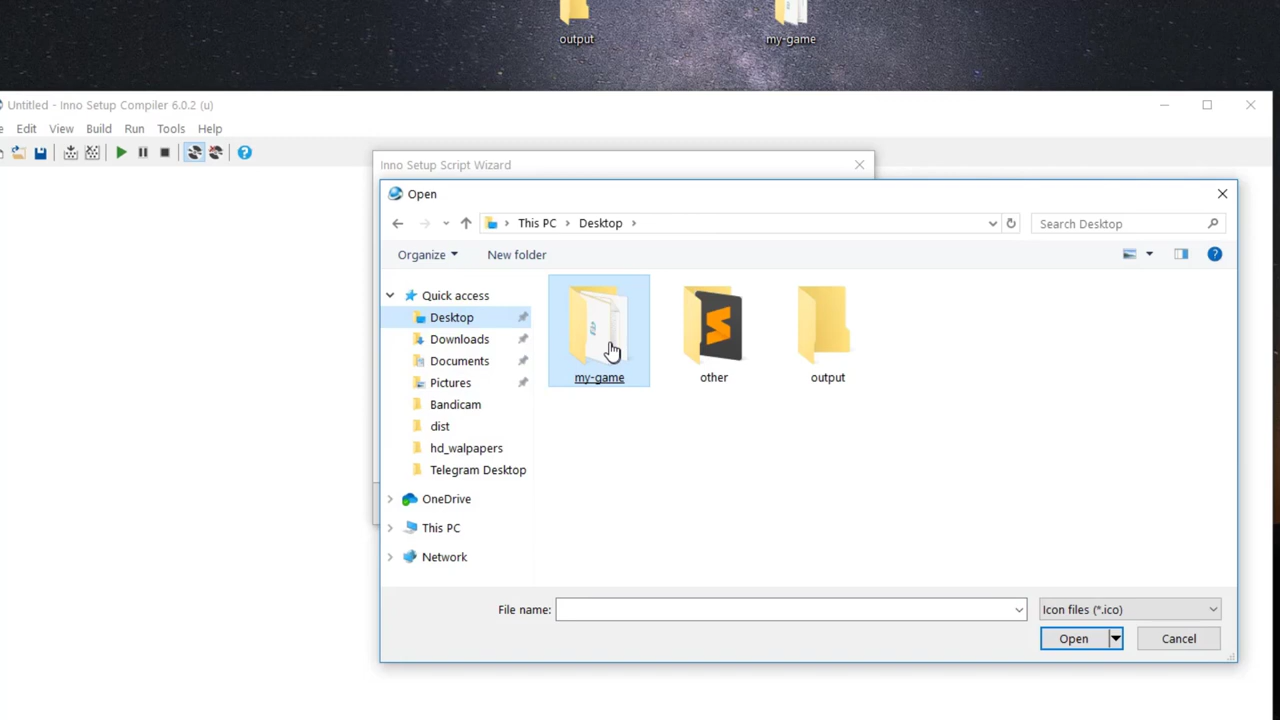 output
my-game
Untitled - Inno Setup Compiler 6.0.2 (u)
Edit View Build Run Tools Help
Inno Setup Script Wizard
Open
This PC Desktop
Search Desktop
Organize
New folder
Quick access
Desktop
Downloads
Documents
Pictures
Bandicam
dist
hd_walpapers
Telegram Desktop
OneDrive
This PC
Network
my-game
other
output
File name:
Icon files (*.ico)
Open
Cancel